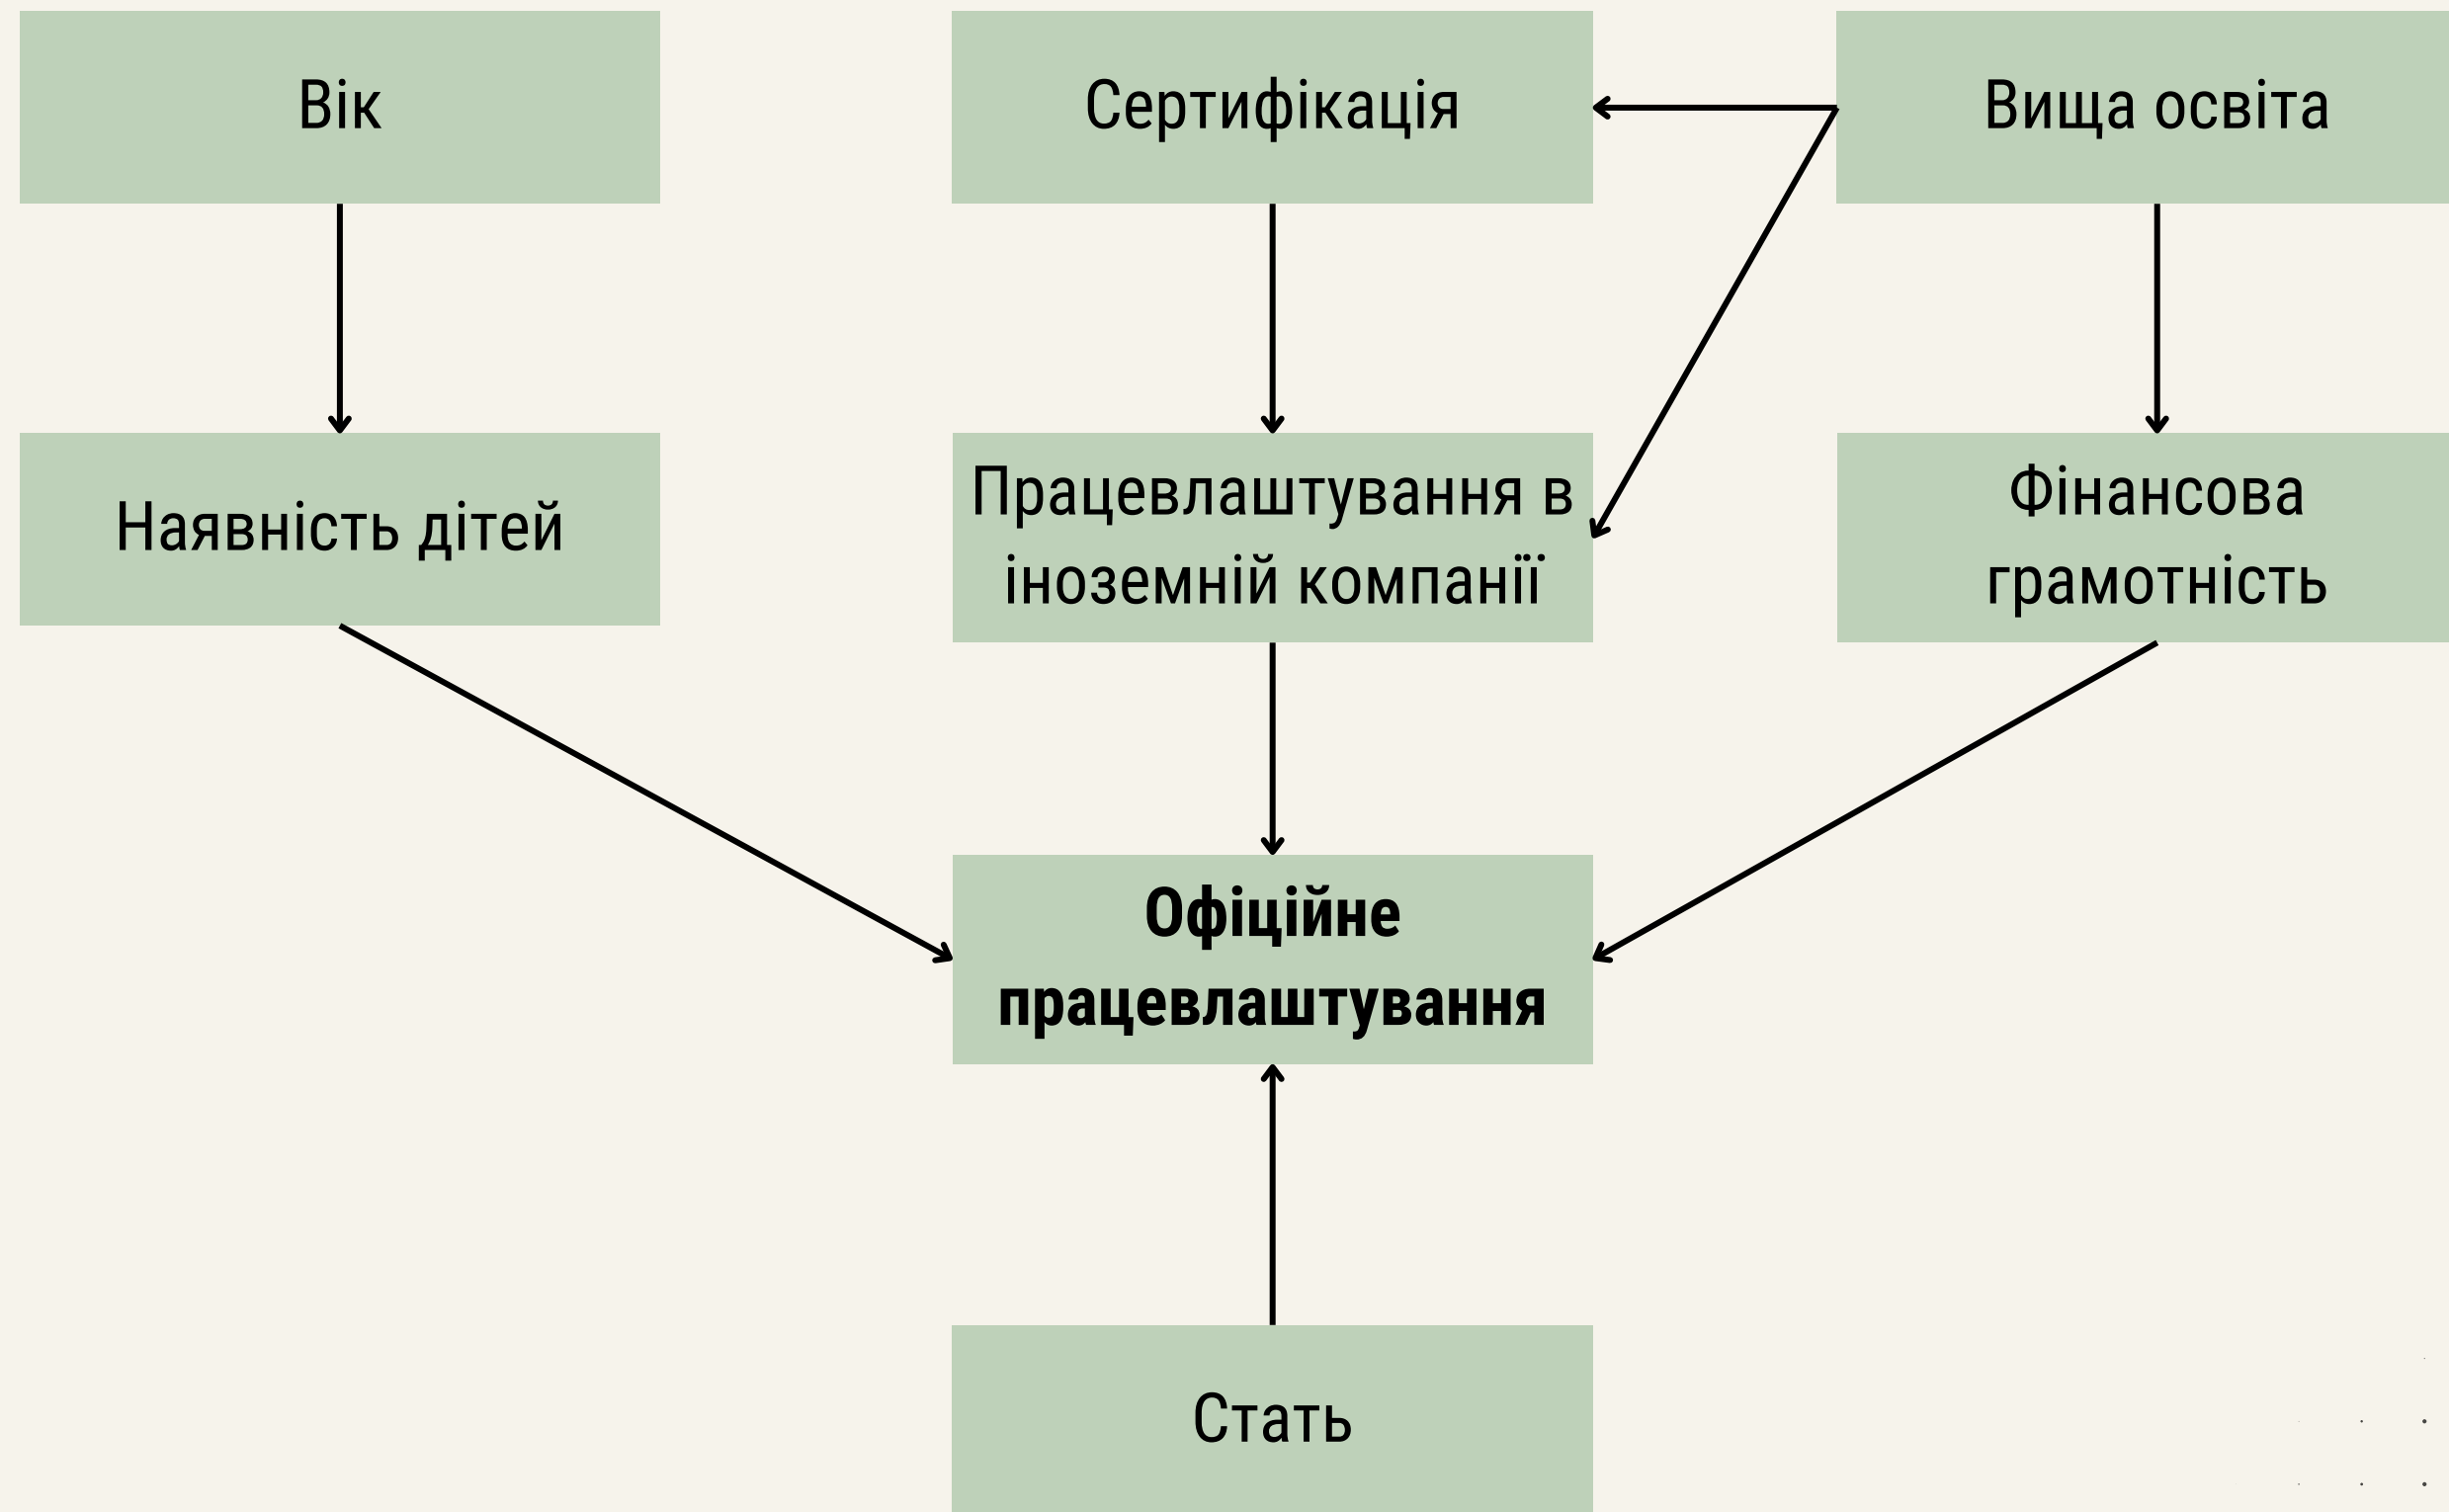 Вік
Сертифікація
Вища освіта
Наявність дітей
Працевлаштування в
іноземній компанії
Фінансова
грамотність
Офіційне
працевлаштування
Стать